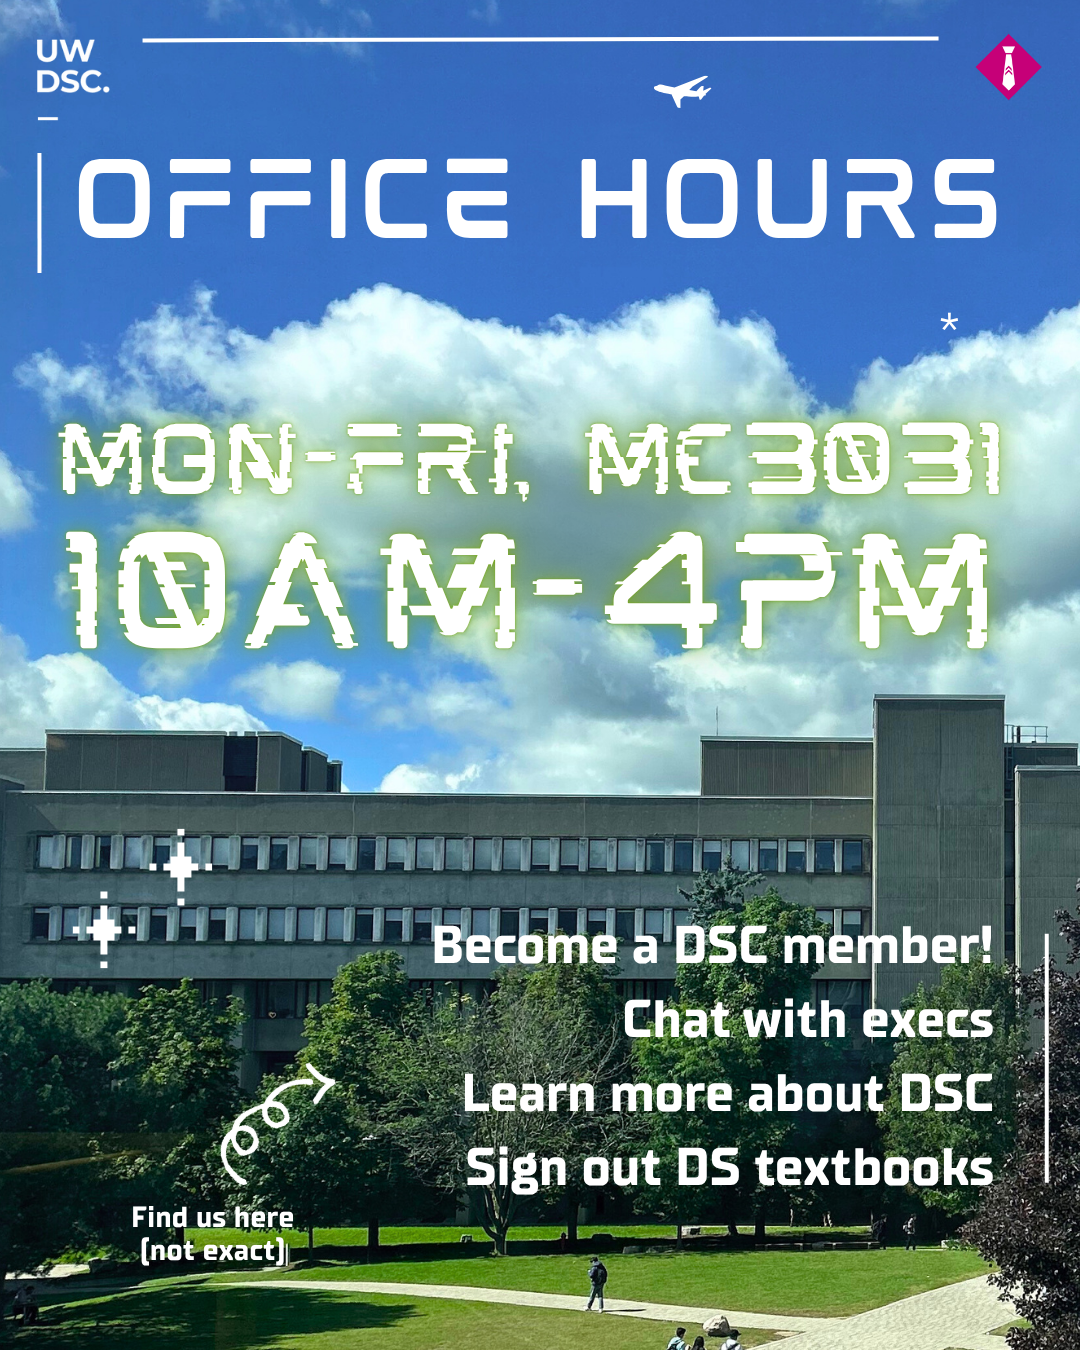 UW
DSC.
OFFICE HOURS
*
MON-FRI, MC3031
10AM-4PM
Become a DSC member!
Chat with execs
Learn more about DSC
Sign out DS textbooks
Find us here
(not exact)